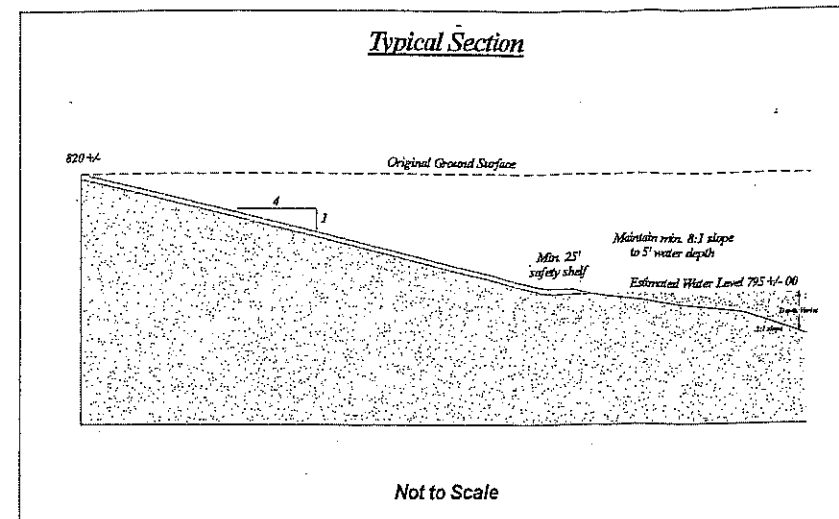 Typical Section
820 +/-
Original Ground Surface
4
1
Maintain min. 8:1 slope
to 5' water depth
Min. 25'
safety shelf
Estimated Water Level 795 +/- 00
slope
Not to Scale